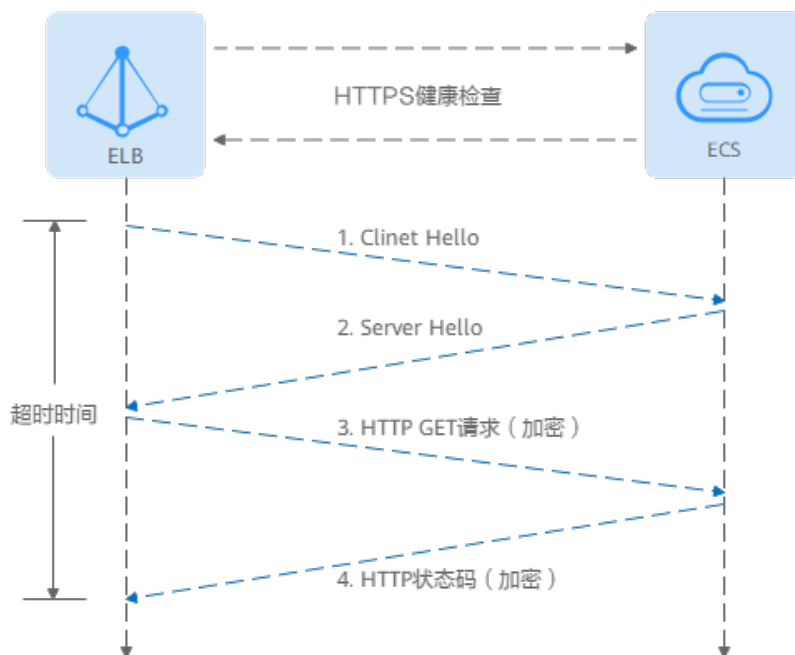 HTTPS健康检查
ELB
ECS
1. Clinet Hello
2. Server Hello
超时时间
3. HTTP GET请求（加密）
4. HTTP状态码（加密）